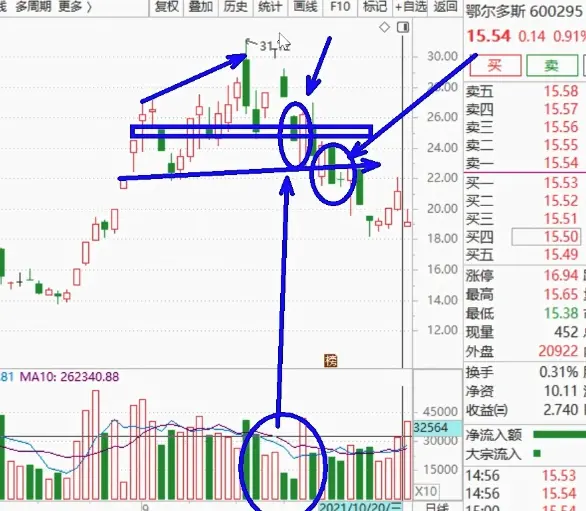 线 多周期 更多 〉 复权 叠加 历史 统计 画线 F10 标记 +自选 返回
鄂尔多斯 600295
15.54 0.14 0.91%
买 卖
卖五 15.58
卖四 15.57
卖三 15.56
卖二 15.55
卖一 15.54
买一 15.53
买二 15.52
买三 15.51
买四 15.50
买五 15.49
涨停 16.94
最高 15.65
最低 15.38
现量 452
外盘 20922
换手 0.31%
净资 10.11
收益㈢ 2.740
净流入额
大宗流入
14:56 15.53
14:56 15.54
15:00 15.54
30.00
28.00
26.00
24.00
22.00
20.00
18.00
16.00
14.00
12.00
榜
.81 MA10: 262340.88
45000
32564
30000
15000
X10
9
2021/10/20/三
日线